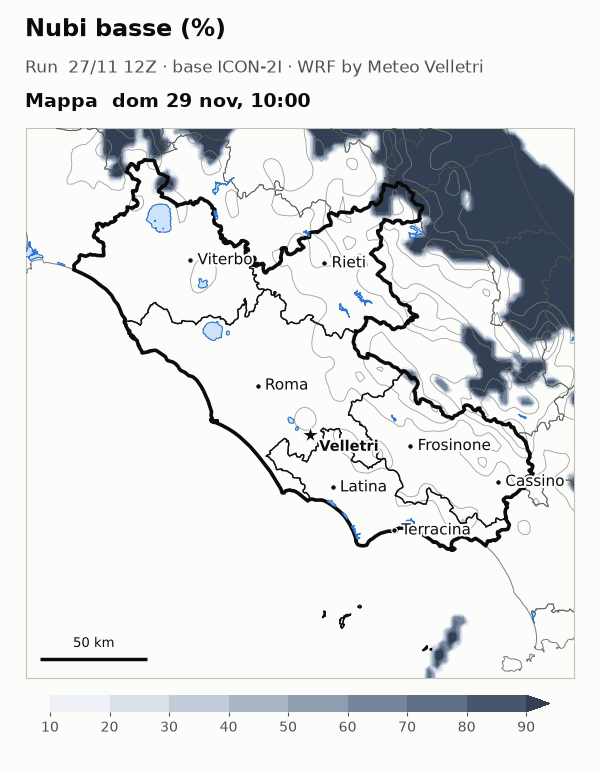 Nubi basse (%)
Run  27/11 12Z · base ICON-2I · WRF by Meteo Velletri
Mappa  dom 29 nov, 10:00
Viterbo
Rieti
Roma
Velletri
Frosinone
Cassino
Latina
Terracina
50 km
10 20 30 40 50 60 70 80 90